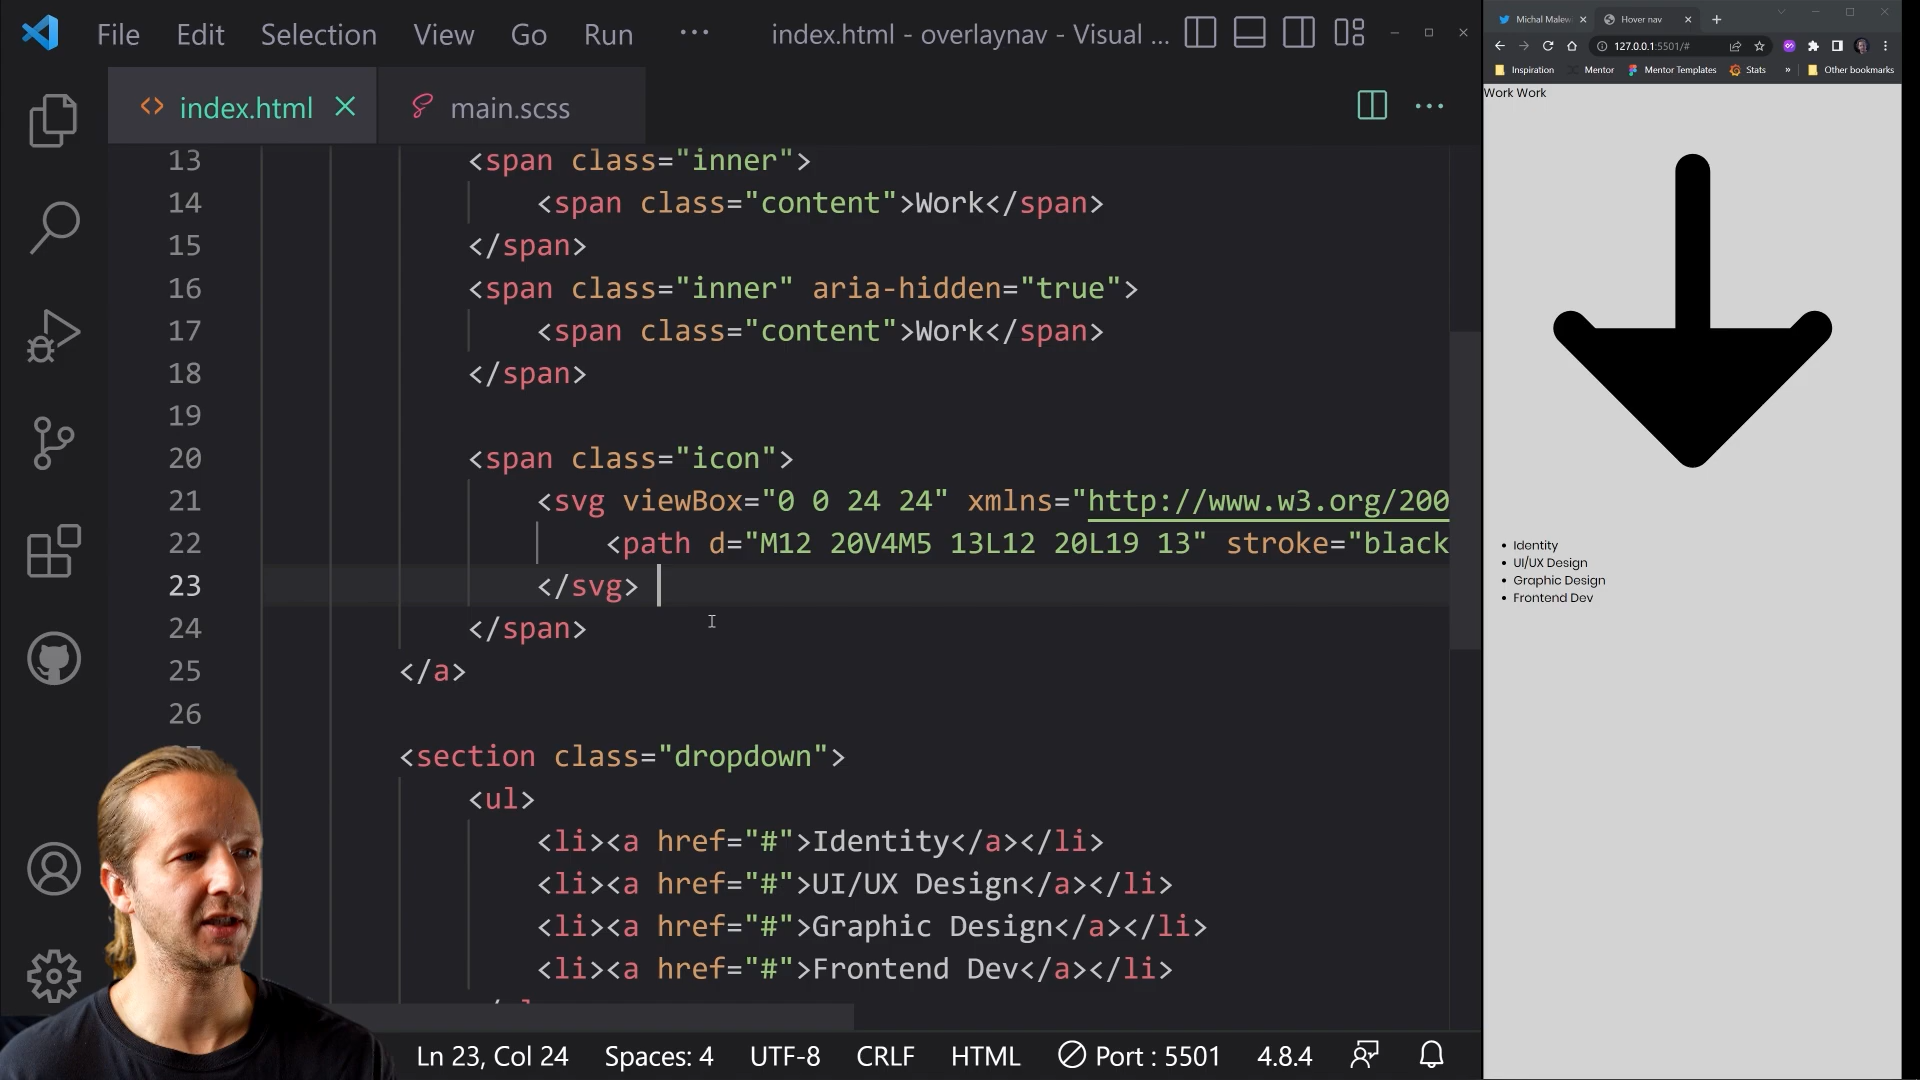 File Edit Selection View Go Run ··· index.html - overlaynav - Visual ...
index.html main.scss
13 <span class="inner">
14 <span class="content">Work</span>
15 </span>
16 <span class="inner" aria-hidden="true">
17 <span class="content">Work</span>
18 </span>
19
20 <span class="icon">
21 <svg viewBox="0 0 24 24" xmlns="http://www.w3.org/200
22 <path d="M12 20V4M5 13L12 20L19 13" stroke="black
23 </svg>
24 </span>
25 </a>
26
<section class="dropdown">
<ul>
<li><a href="#">Identity</a></li>
<li><a href="#">UI/UX Design</a></li>
<li><a href="#">Graphic Design</a></li>
<li><a href="#">Frontend Dev</a></li>
Ln 23, Col 24 Spaces: 4 UTF-8 CRLF HTML Port : 5501 4.8.4
Michal Malew Hover nav
127.0.0.1:5501/#
Inspiration Mentor Mentor Templates Stats » Other bookmarks
Work Work
• Identity
• UI/UX Design
• Graphic Design
• Frontend Dev